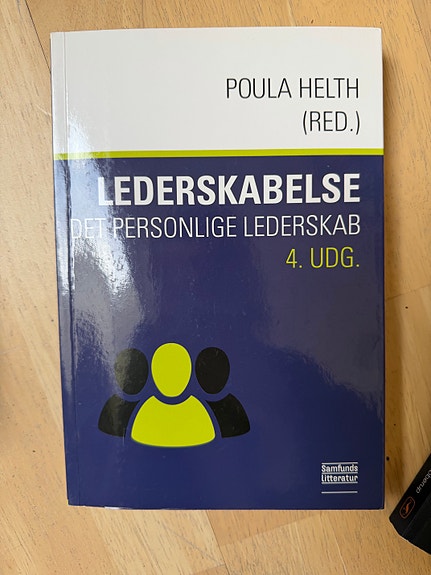 POULA HELTH
(RED.)
LEDERSKABELSE
DET PERSONLIGE LEDERSKAB
4. UDG.
Samfunds
litteratur